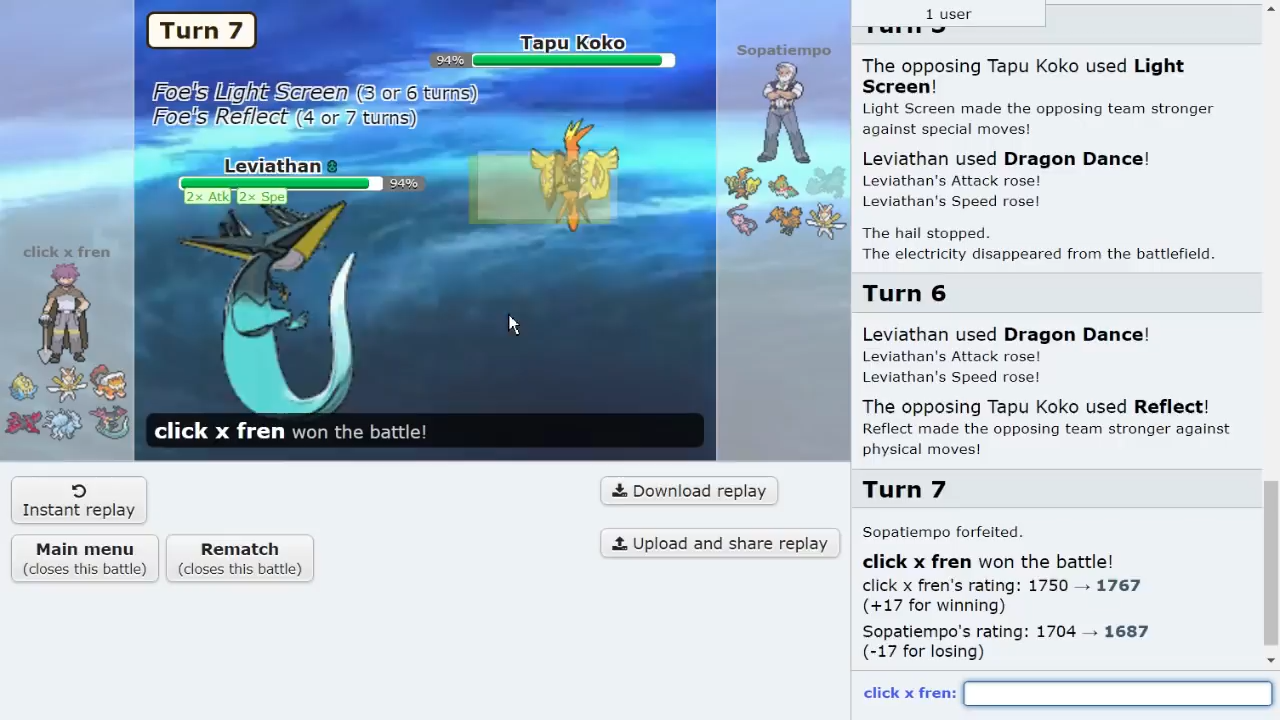 Turn 7
Tapu Koko
94%
Foe's Light Screen (3 or 6 turns)
Foe's Reflect (4 or 7 turns)
Leviathan
94%
2× Atk 2× Spe
click x fren
Sopatiempo
click x fren won the battle!
Instant replay
Download replay
Upload and share replay
Main menu
(closes this battle)
Rematch
(closes this battle)
1 user
The opposing Tapu Koko used Light
Screen!
Light Screen made the opposing team stronger
against special moves!
Leviathan used Dragon Dance!
Leviathan's Attack rose!
Leviathan's Speed rose!
The hail stopped.
The electricity disappeared from the battlefield.
Turn 6
Leviathan used Dragon Dance!
Leviathan's Attack rose!
Leviathan's Speed rose!
The opposing Tapu Koko used Reflect!
Reflect made the opposing team stronger against
physical moves!
Turn 7
Sopatiempo forfeited.
click x fren won the battle!
click x fren's rating: 1750 → 1767
(+17 for winning)
Sopatiempo's rating: 1704 → 1687
(-17 for losing)
click x fren: